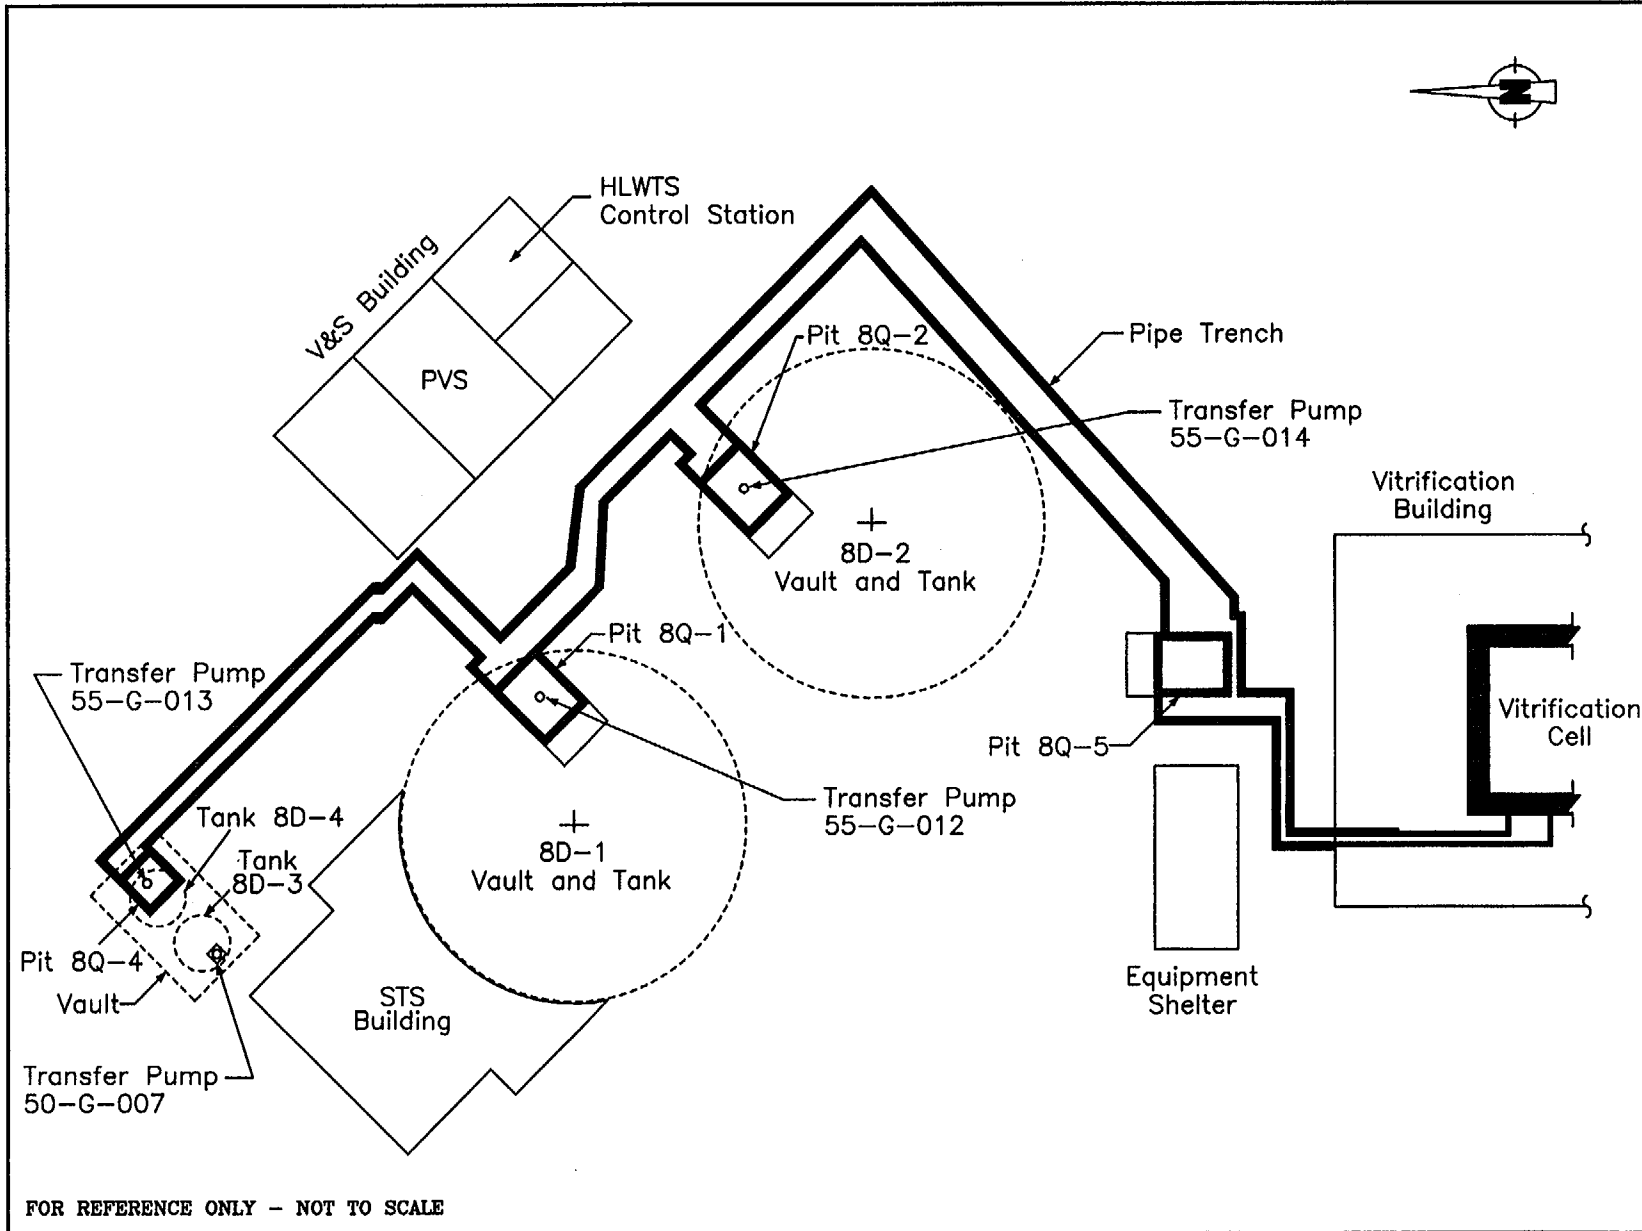 N
HLWTS
Control Station
V&S Building
PVS
Pit 8Q-2
Pipe Trench
Transfer Pump
55-G-014
Vitrification
Building
8D-2
Vault and Tank
Pit 8Q-1
Transfer Pump
55-G-013
Vitrification
Cell
Pit 8Q-5
Transfer Pump
55-G-012
Tank 8D-4
Tank
8D-3
8D-1
Vault and Tank
Pit 8Q-4
Vault
STS
Building
Equipment
Shelter
Transfer Pump
50-G-007
FOR REFERENCE ONLY - NOT TO SCALE